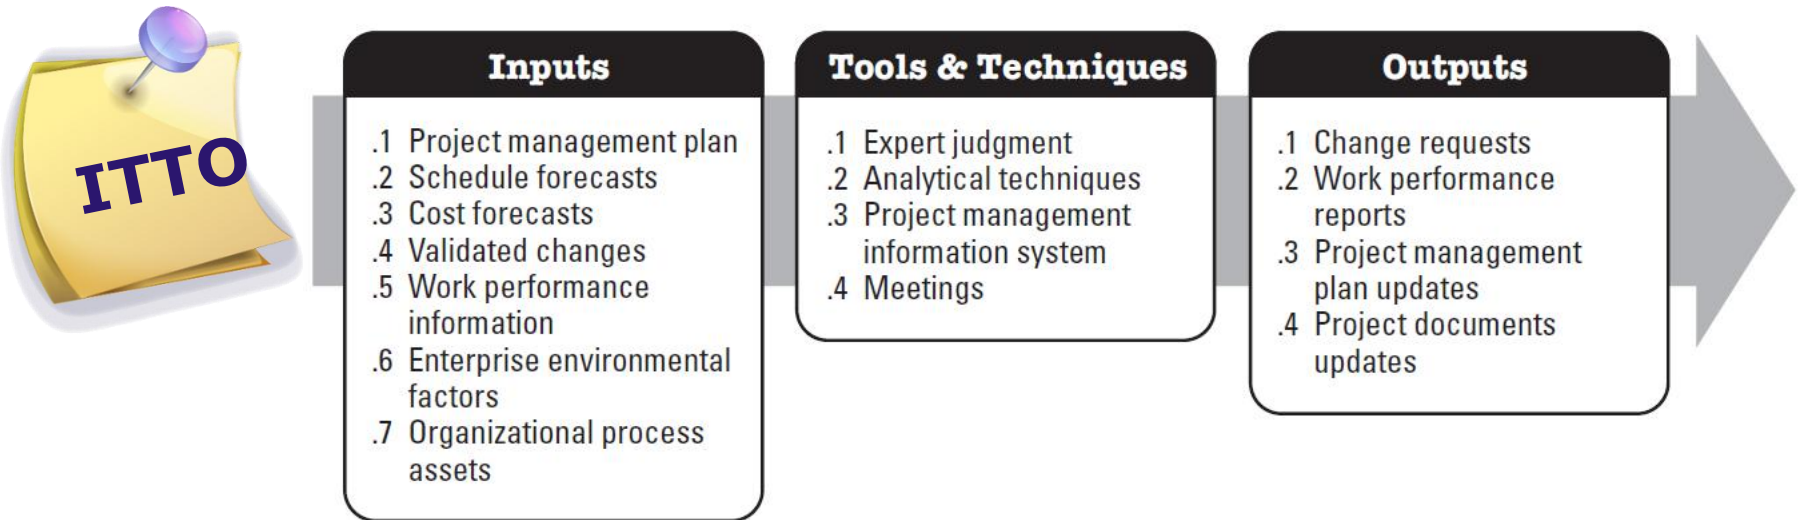 ITTO
Inputs
.1 Project management plan
.2 Schedule forecasts
.3 Cost forecasts
.4 Validated changes
.5 Work performance
information
.6 Enterprise environmental
factors
.7 Organizational process
assets
Tools & Techniques
.1 Expert judgment
.2 Analytical techniques
.3 Project management
information system
.4 Meetings
Outputs
.1 Change requests
.2 Work performance
reports
.3 Project management
plan updates
.4 Project documents
updates